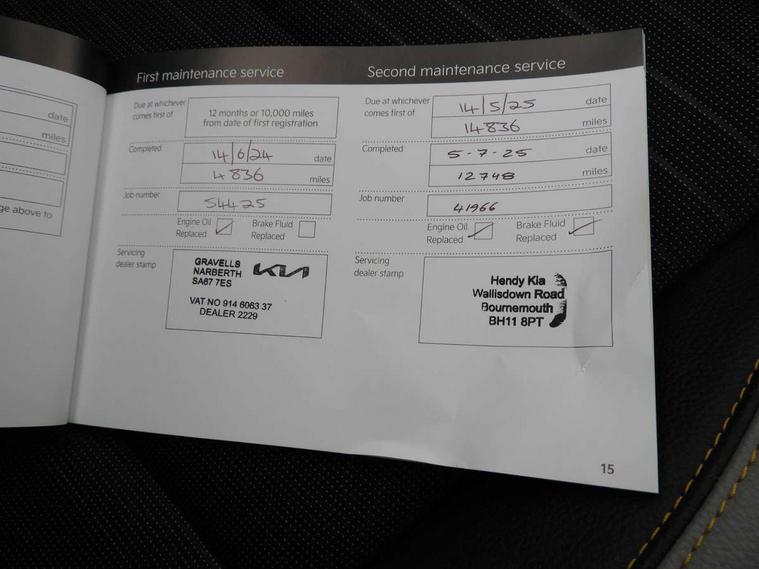 date
miles
ge above to
First maintenance service
Due at whichever
comes first of
12 months or 10,000 miles
from date of first registration
Completed
14/6/24 date
4836 miles
Job number
54425
Engine Oil
Replaced
Brake Fluid
Replaced
Servicing
dealer stamp
GRAVELLS
NARBERTH
SA67 7ES
KIA
VAT NO 914 6063 37
DEALER 2229
Second maintenance service
Due at whichever
comes first of
14/5/25 date
14836 miles
Completed
5-7-25 date
12748 miles
Job number
41966
Engine Oil
Replaced
Brake Fluid
Replaced
Servicing
dealer stamp
Hendy Kia
Wallisdown Road
Bournemouth
BH11 8PT
15